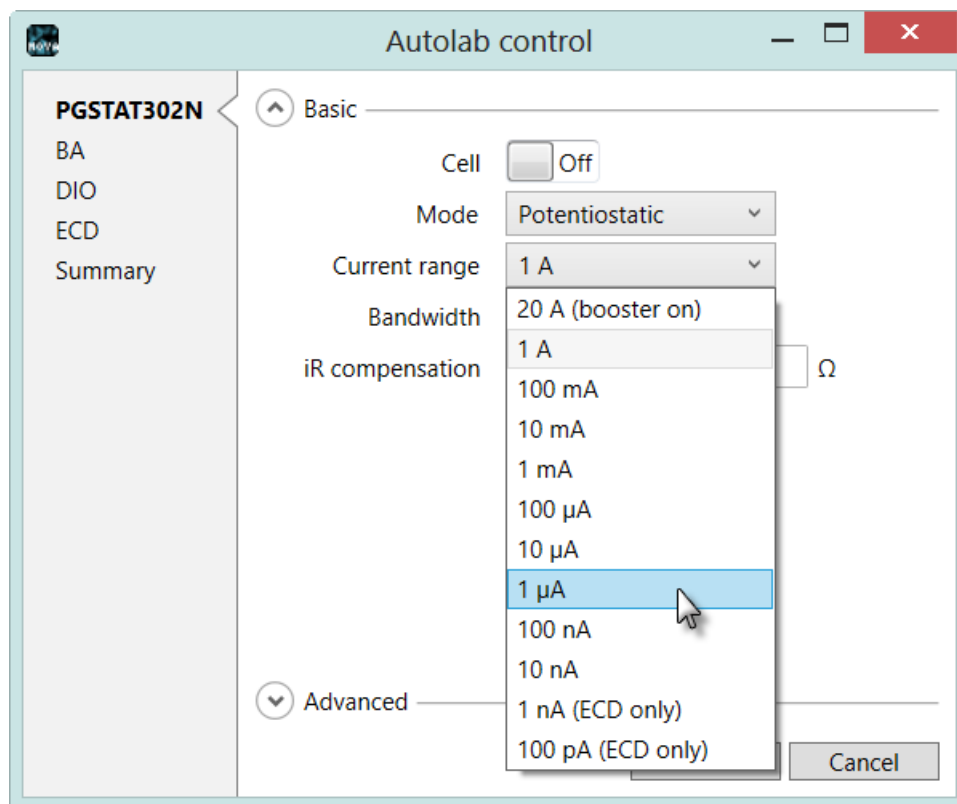 Autolab control
PGSTAT302N
BA
DIO
ECD
Summary
Basic
Cell Off
Mode Potentiostatic
Current range 1 A
Bandwidth
iR compensation Ω
20 A (booster on)
1 A
100 mA
10 mA
1 mA
100 µA
10 µA
1 µA
100 nA
10 nA
1 nA (ECD only)
100 pA (ECD only)
Advanced
Cancel